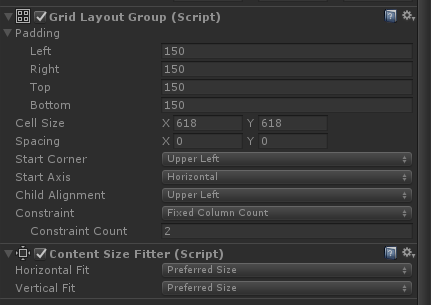 Grid Layout Group (Script)
Padding
Left 150
Right 150
Top 150
Bottom 150
Cell Size X 618 Y 618
Spacing X 0 Y 0
Start Corner Upper Left
Start Axis Horizontal
Child Alignment Upper Left
Constraint Fixed Column Count
Constraint Count 2
Content Size Fitter (Script)
Horizontal Fit Preferred Size
Vertical Fit Preferred Size